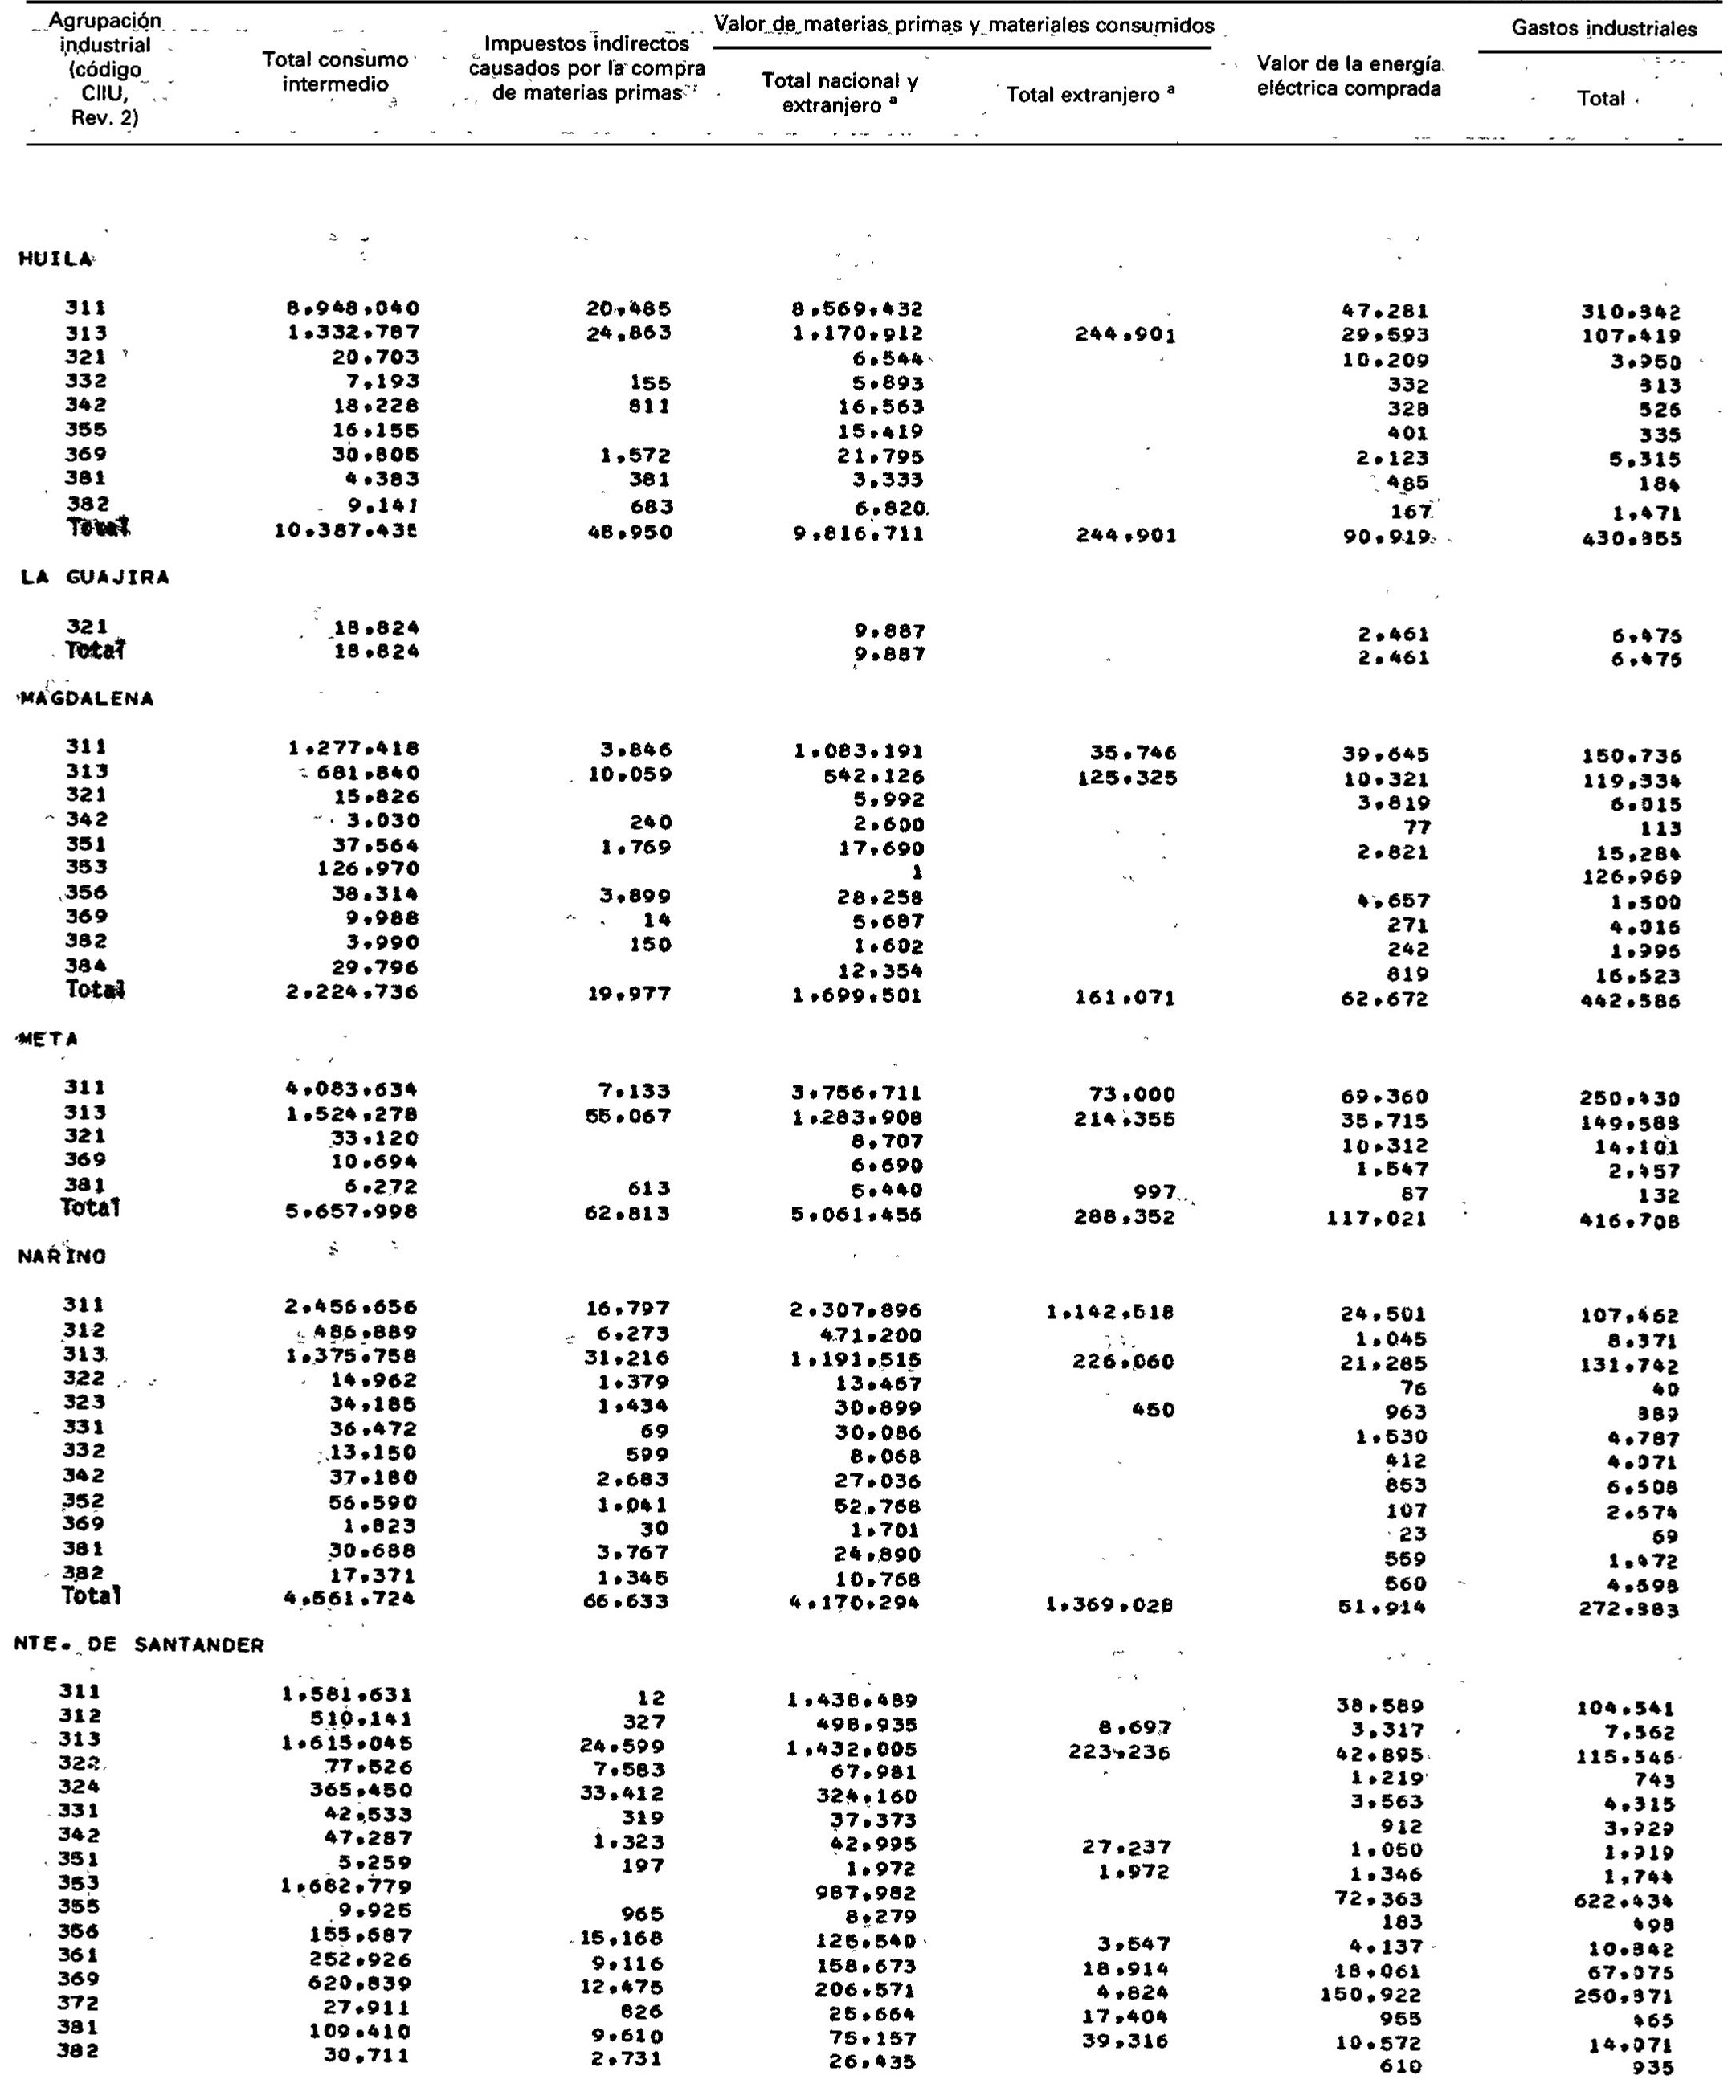 Agrupación industrial (código CIIU, Rev. 2)
Total consumo intermedio
Impuestos indirectos causados por la compra de materias primas
Valor de materias primas y materiales consumidos
Total nacional y extranjero a
Total extranjero a
Valor de la energía eléctrica comprada
Gastos industriales
Total
HUILA
311 8.948.040 20.485 8.569.432 47.281 310.842
313 1.332.787 24.863 1.170.912 244.901 29.593 107.419
321 20.703 6.544 10.209 3.950
332 7.193 155 5.893 332 813
342 18.228 811 16.563 328 526
355 16.155 15.419 401 335
369 30.805 1.572 21.795 2.123 5.315
381 4.383 381 3.333 485 184
382 9.141 683 6.820 167 1.471
Total 10.387.435 48.950 9.816.711 244.901 90.919 430.855
LA GUAJIRA
321 18.824 9.887 2.461 6.476
Total 18.824 9.887 2.461 6.476
MAGDALENA
311 1.277.418 3.846 1.083.191 35.746 39.645 150.736
313 681.840 10.059 542.126 125.325 10.321 119.334
321 15.826 5.992 3.819 6.015
342 3.030 240 2.600 77 113
351 37.564 1.769 17.690 2.821 15.284
353 126.970 1 126.969
356 38.314 3.899 28.258 4.657 1.500
369 9.988 14 5.687 271 4.016
382 3.990 150 1.602 242 1.996
384 29.796 12.354 819 16.623
Total 2.224.736 19.977 1.699.501 161.071 62.672 442.586
META
311 4.083.634 7.133 3.756.711 73.000 69.360 250.430
313 1.524.278 55.067 1.283.908 214.355 35.715 149.588
321 33.120 8.707 10.312 14.101
369 10.694 6.690 1.547 2.457
381 6.272 613 5.440 997 87 132
Total 5.657.998 62.813 5.061.456 288.352 117.021 416.708
NARINO
311 2.456.656 16.797 2.307.896 1.142.518 24.501 107.462
312 486.889 6.273 471.200 1.045 8.371
313 1.375.758 31.216 1.191.515 226.060 21.285 131.742
322 14.962 1.379 13.467 76 40
323 34.185 1.434 30.899 450 963 889
331 36.472 69 30.086 1.530 4.787
332 13.150 599 8.068 412 4.071
342 37.180 2.683 27.036 853 6.608
352 56.590 1.041 52.768 107 2.674
369 1.823 30 1.701 23 69
381 30.688 3.767 24.890 559 1.472
382 17.371 1.345 10.768 560 4.698
Total 4.561.724 66.633 4.170.294 1.369.028 51.914 272.883
NTE. DE SANTANDER
311 1.581.631 12 1.438.489 38.589 104.541
312 510.141 327 498.935 8.697 3.317 7.562
313 1.615.045 24.599 1.432.005 223.236 42.895 115.546
322 77.526 7.583 67.981 1.219 743
324 365.450 33.412 324.160 3.563 4.315
331 42.533 319 37.373 912 3.929
342 47.287 1.323 42.995 27.237 1.050 1.919
351 5.259 197 1.972 1.972 1.346 1.744
353 1.682.779 987.982 72.363 622.434
355 9.925 965 8.279 183 498
356 155.687 15.168 125.540 3.547 4.137 10.842
361 252.926 9.116 158.673 18.914 18.061 67.076
369 620.839 12.475 206.571 4.824 150.922 250.871
372 27.911 826 25.664 17.404 955 466
381 109.410 9.610 75.157 39.316 10.572 14.071
382 30.711 2.731 26.435 610 935